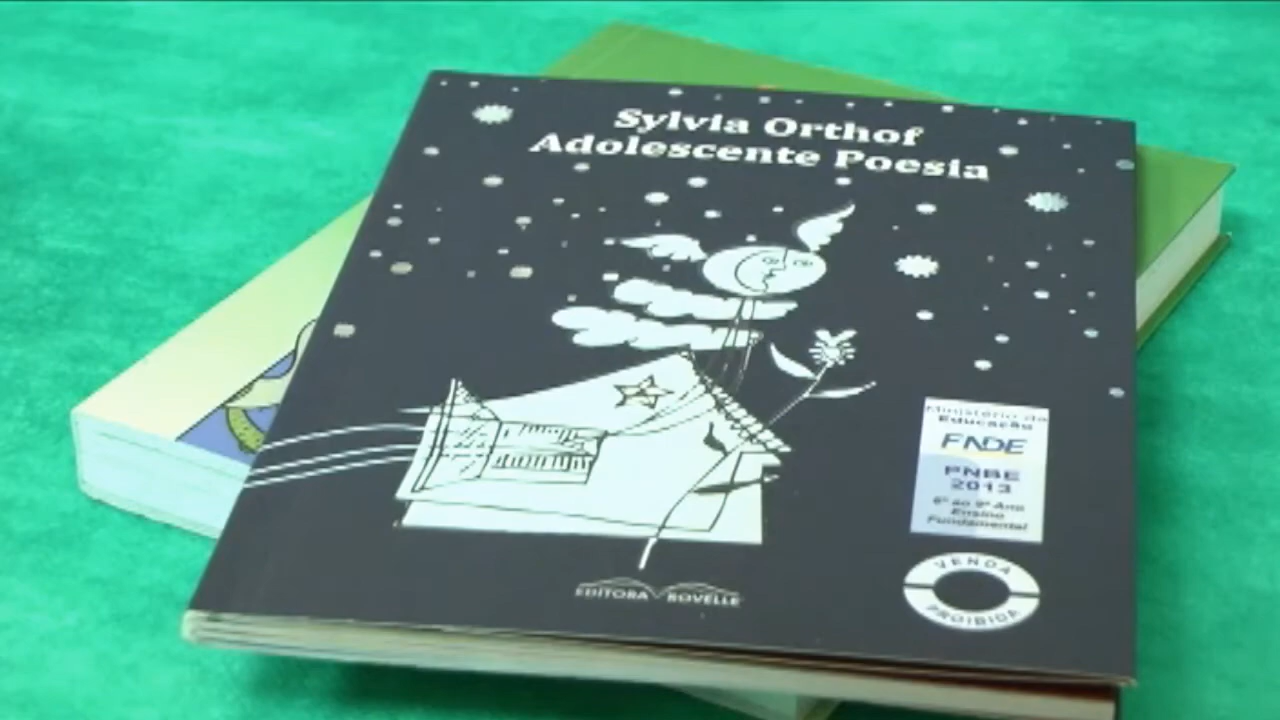 Sylvia Orthof
Adolescente Poesia
Ministério da
Educação
FNDE
PNBE
2013
6º ao 9º Ano
Ensino
Fundamental
VENDA
PROIBIDA
EDITORA ROVELLE